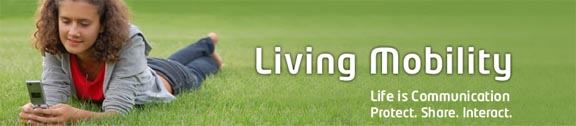 Living Mobility
Life is Communication
Protect. Share. Interact.